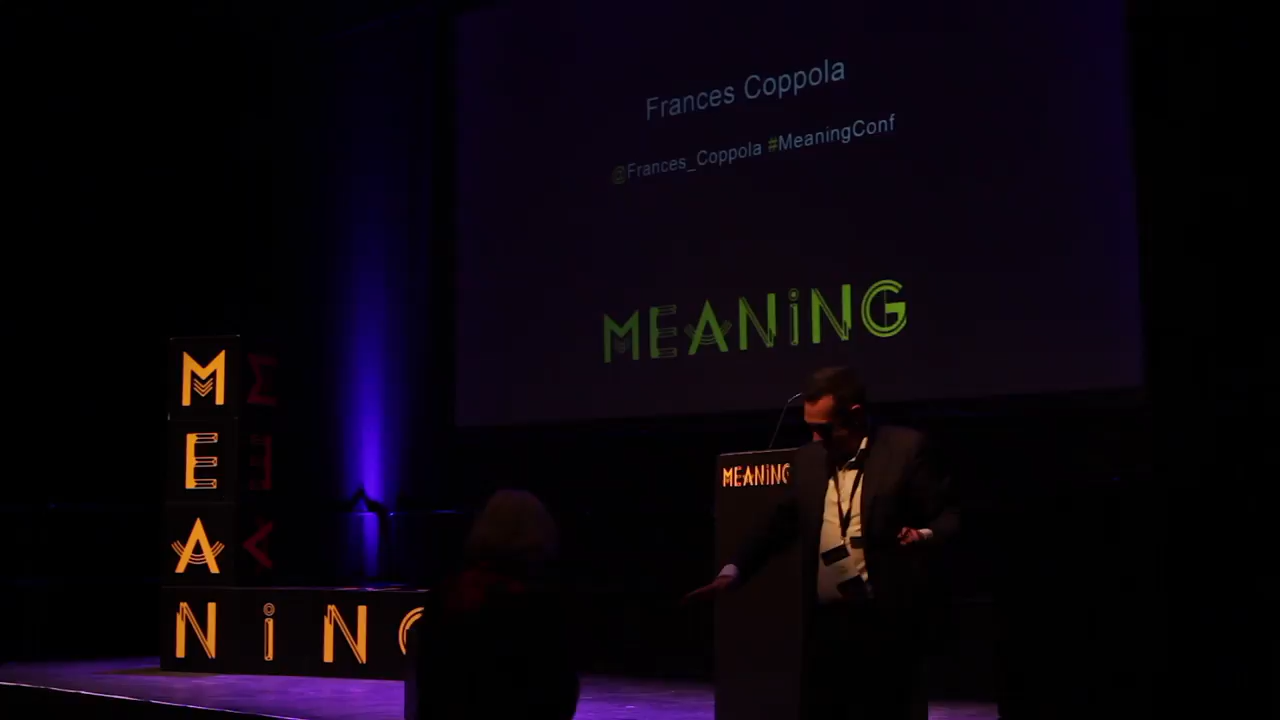 Frances Coppola
@Frances_Coppola #MeaningConf
MEANiNG
MEANiNG
M
E
A
N i N G
M
E
A